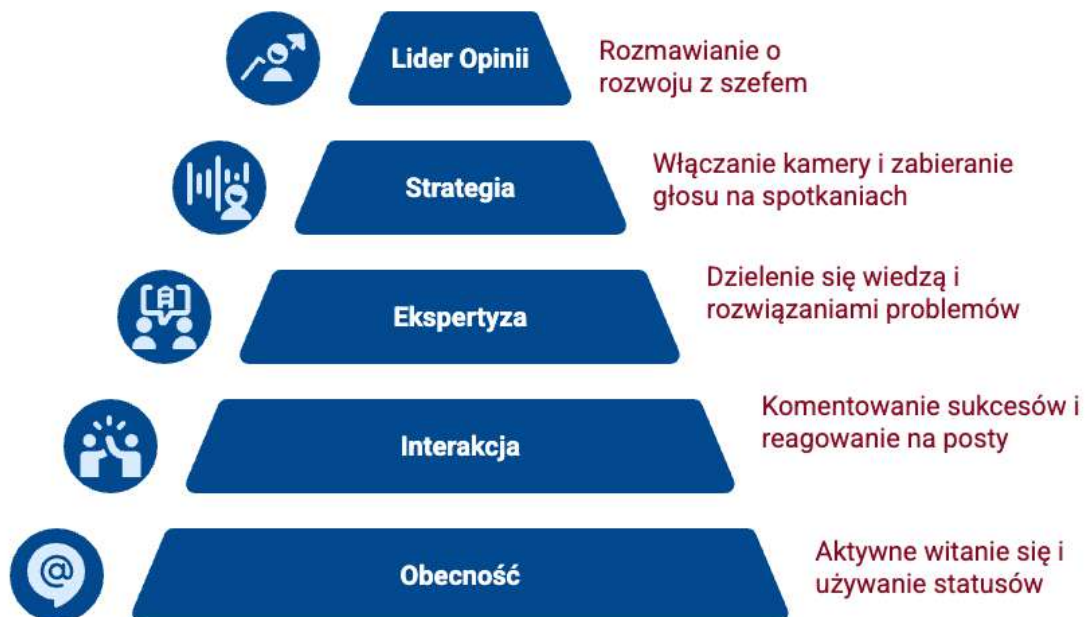 Lider Opinii
Rozmawianie o
rozwoju z szefem
Strategia
Włączanie kamery i zabieranie
głosu na spotkaniach
Ekspertyza
Dzielenie się wiedzą i
rozwiązaniami problemów
Interakcja
Komentowanie sukcesów i
reagowanie na posty
@
Obecność
Aktywne witanie się i
używanie statusów